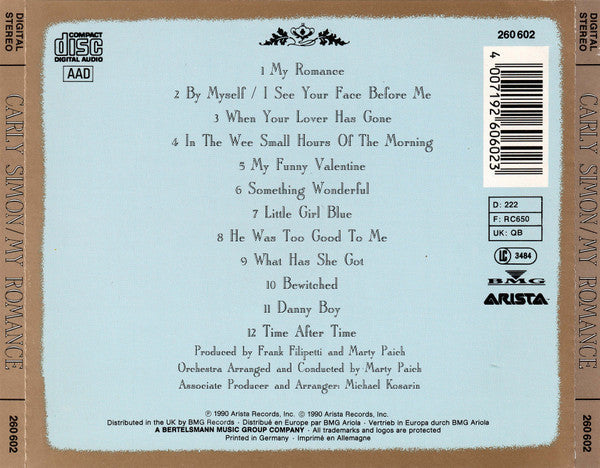 DIGITAL
STEREO
CARLY SIMON/MY ROMANCE
260 602
COMPACT
disc
DIGITAL AUDIO
AAD
1 My Romance
2 By Myself / I See Your Face Before Me
3 When Your Lover Has Gone
4 In The Wee Small Hours Of The Morning
5 My Funny Valentine
6 Something Wonderful
7 Little Girl Blue
8 He Was Too Good To Me
9 What Has She Got
10 Bewitched
11 Danny Boy
12 Time After Time
Produced by Frank Filipetti and Marty Paich
Orchestra Arranged and Conducted by Marty Paich
Associate Producer and Arranger: Michael Kosarin
℗ 1990 Arista Records, Inc. © 1990 Arista Records, Inc.
Distributed in the UK by BMG Records · Distribué en Europe par BMG Ariola · Vertrieb in Europa durch BMG Ariola
A BERTELSMANN MUSIC GROUP COMPANY · All trademarks and logos are protected
Printed in Germany · Imprimé en Allemagne
260 602
4 007192 606023
D: 222
F: RC650
UK: QB
LC 3484
BMG
ARISTA
DIGITAL
STEREO
CARLY SIMON/MY ROMANCE
260 602